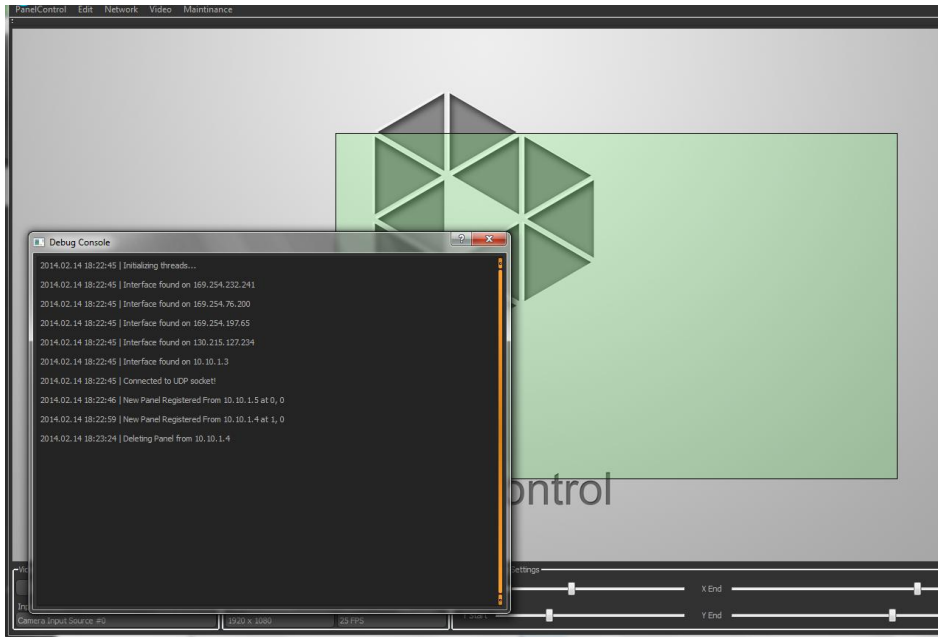 PanelControl Edit Network Video Maintinance
Debug Console
2014.02.14 18:22:45 | Initializing threads...
2014.02.14 18:22:45 | Interface found on 169.254.232.241
2014.02.14 18:22:45 | Interface found on 169.254.76.200
2014.02.14 18:22:45 | Interface found on 169.254.197.65
2014.02.14 18:22:45 | Interface found on 130.215.127.234
2014.02.14 18:22:45 | Interface found on 10.10.1.3
2014.02.14 18:22:45 | Connected to UDP socket!
2014.02.14 18:22:46 | New Panel Registered From 10.10.1.5 at 0, 0
2014.02.14 18:22:59 | New Panel Registered From 10.10.1.4 at 1, 0
2014.02.14 18:23:24 | Deleting Panel from 10.10.1.4
ontrol
Settings
X End
Camera Input Source #0 1920 x 1080 25 FPS Y Start Y End